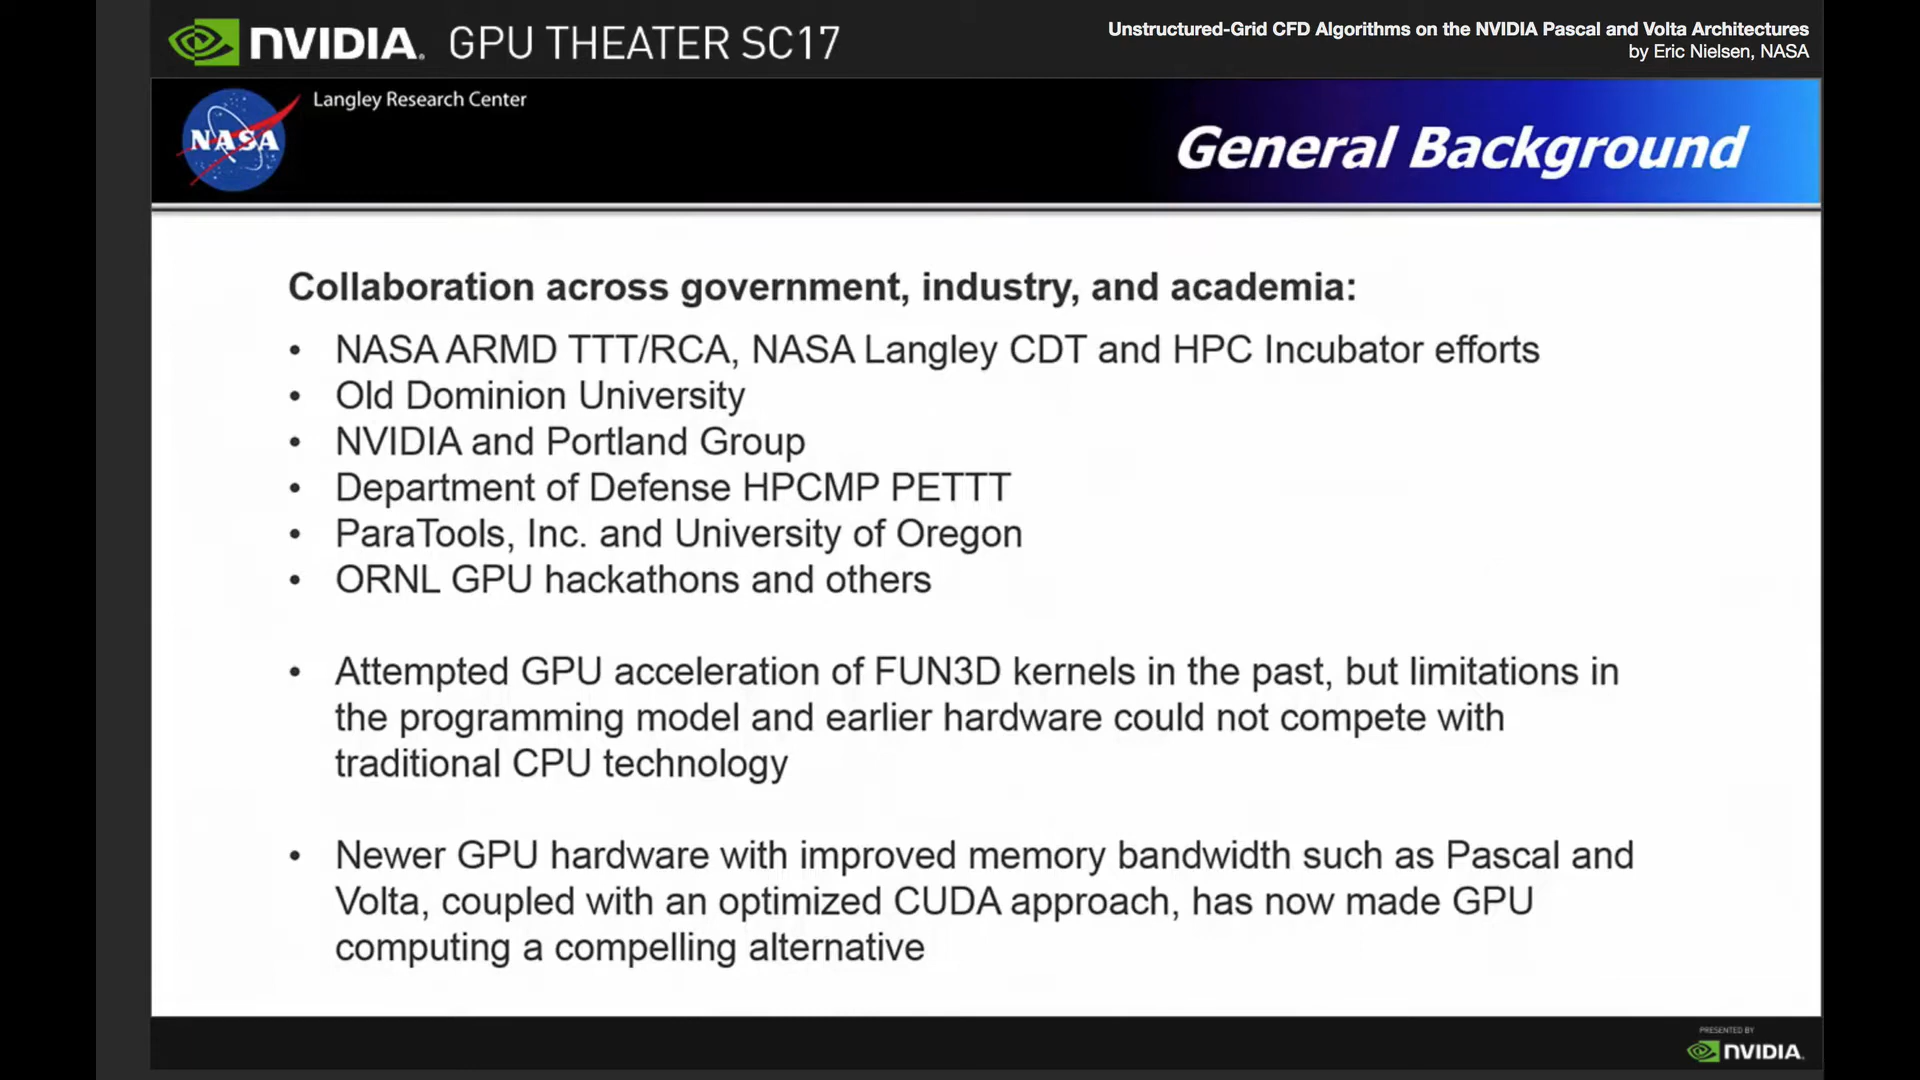 NVIDIA. GPU THEATER SC17
Unstructured-Grid CFD Algorithms on the NVIDIA Pascal and Volta Architectures
by Eric Nielsen, NASA
NASA
Langley Research Center
General Background
Collaboration across government, industry, and academia:
• NASA ARMD TTT/RCA, NASA Langley CDT and HPC Incubator efforts
• Old Dominion University
• NVIDIA and Portland Group
• Department of Defense HPCMP PETTT
• ParaTools, Inc. and University of Oregon
• ORNL GPU hackathons and others
• Attempted GPU acceleration of FUN3D kernels in the past, but limitations in
the programming model and earlier hardware could not compete with
traditional CPU technology
• Newer GPU hardware with improved memory bandwidth such as Pascal and
Volta, coupled with an optimized CUDA approach, has now made GPU
computing a compelling alternative
PRESENTED BY
NVIDIA.